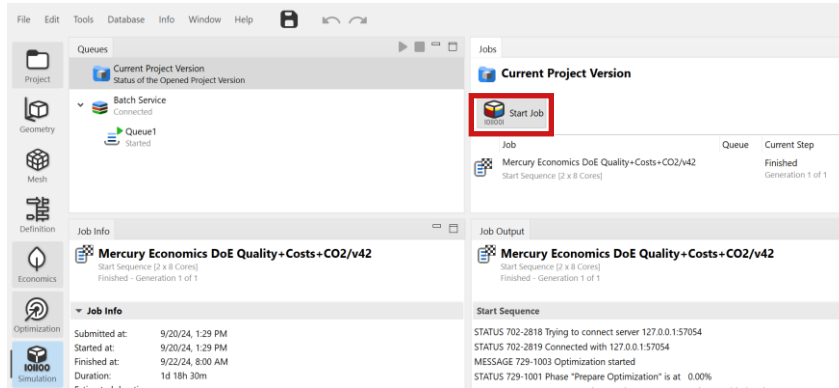 File Edit Tools Database Info Window Help
Project
Geometry
Mesh
Definition
Economics
Optimization
Simulation
Queues
Current Project Version
Status of the Opened Project Version
Batch Service
Connected
Queue1
Started
Jobs
Current Project Version
Start Job
Job Queue Current Step
Mercury Economics DoE Quality+Costs+CO2/v42 Finished
Start Sequence [2 x 8 Cores] Generation 1 of 1
Job Info
Mercury Economics DoE Quality+Costs+CO2/v42
Start Sequence [2 x 8 Cores]
Finished - Generation 1 of 1
Job Info
Submitted at: 9/20/24, 1:29 PM
Started at: 9/20/24, 1:29 PM
Finished at: 9/22/24, 8:00 AM
Duration: 1d 18h 30m
Job Output
Mercury Economics DoE Quality+Costs+CO2/v42
Start Sequence [2 x 8 Cores]
Finished - Generation 1 of 1
Start Sequence
STATUS 702-2818 Trying to connect server 127.0.0.1:57054
STATUS 702-2819 Connected with 127.0.0.1:57054
MESSAGE 729-1003 Optimization started
STATUS 729-1001 Phase "Prepare Optimization" is at 0.00%